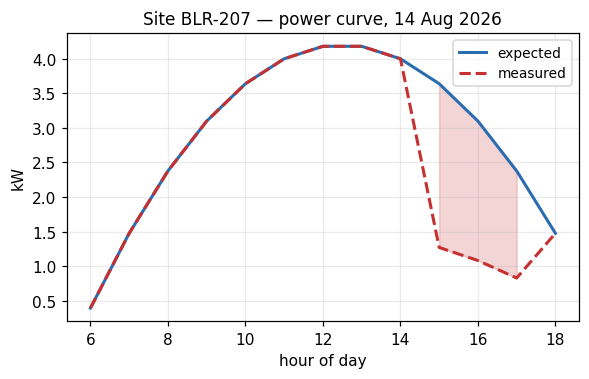 Site BLR-207 — power curve, 14 Aug 2026
expected
measured
kW
4.0
3.5
3.0
2.5
2.0
1.5
1.0
0.5
6 8 10 12 14 16 18
hour of day